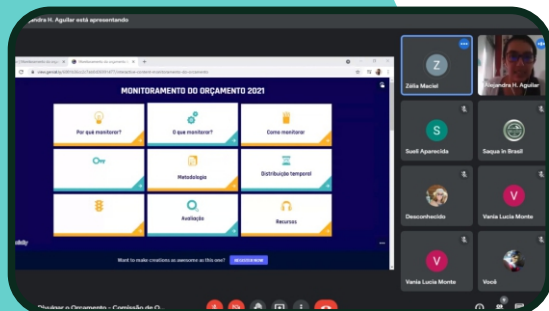 Alejandra H. Aguilar está apresentando
MONITORAMENTO DO ORÇAMENTO 2021
Por quê monitorar?
O que monitorar?
Como monitorar
Metodologia
Distribuição temporal
Avaliação
Recursos
Want to make creations as awesome as this one?
REGISTER NOW
Z
Zélia Maciel
Alejandra H. Aguilar
S
Sueli Aparecida
Saqua in Brasil
Desconhecido
V
Vania Lucia Monte
V
Vania Lucia Monte
Você
Divulgar o Orçamento - Comissão de O...